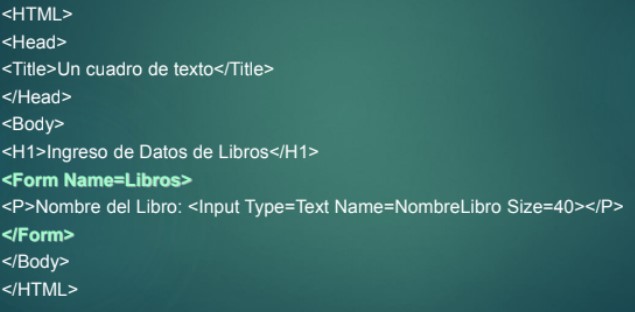 <HTML>
<Head>
<Title>Un cuadro de texto</Title>
</Head>
<Body>
<H1>Ingreso de Datos de Libros</H1>
<Form Name=Libros>
<P>Nombre del Libro: <Input Type=Text Name=NombreLibro Size=40></P>
</Form>
</Body>
</HTML>